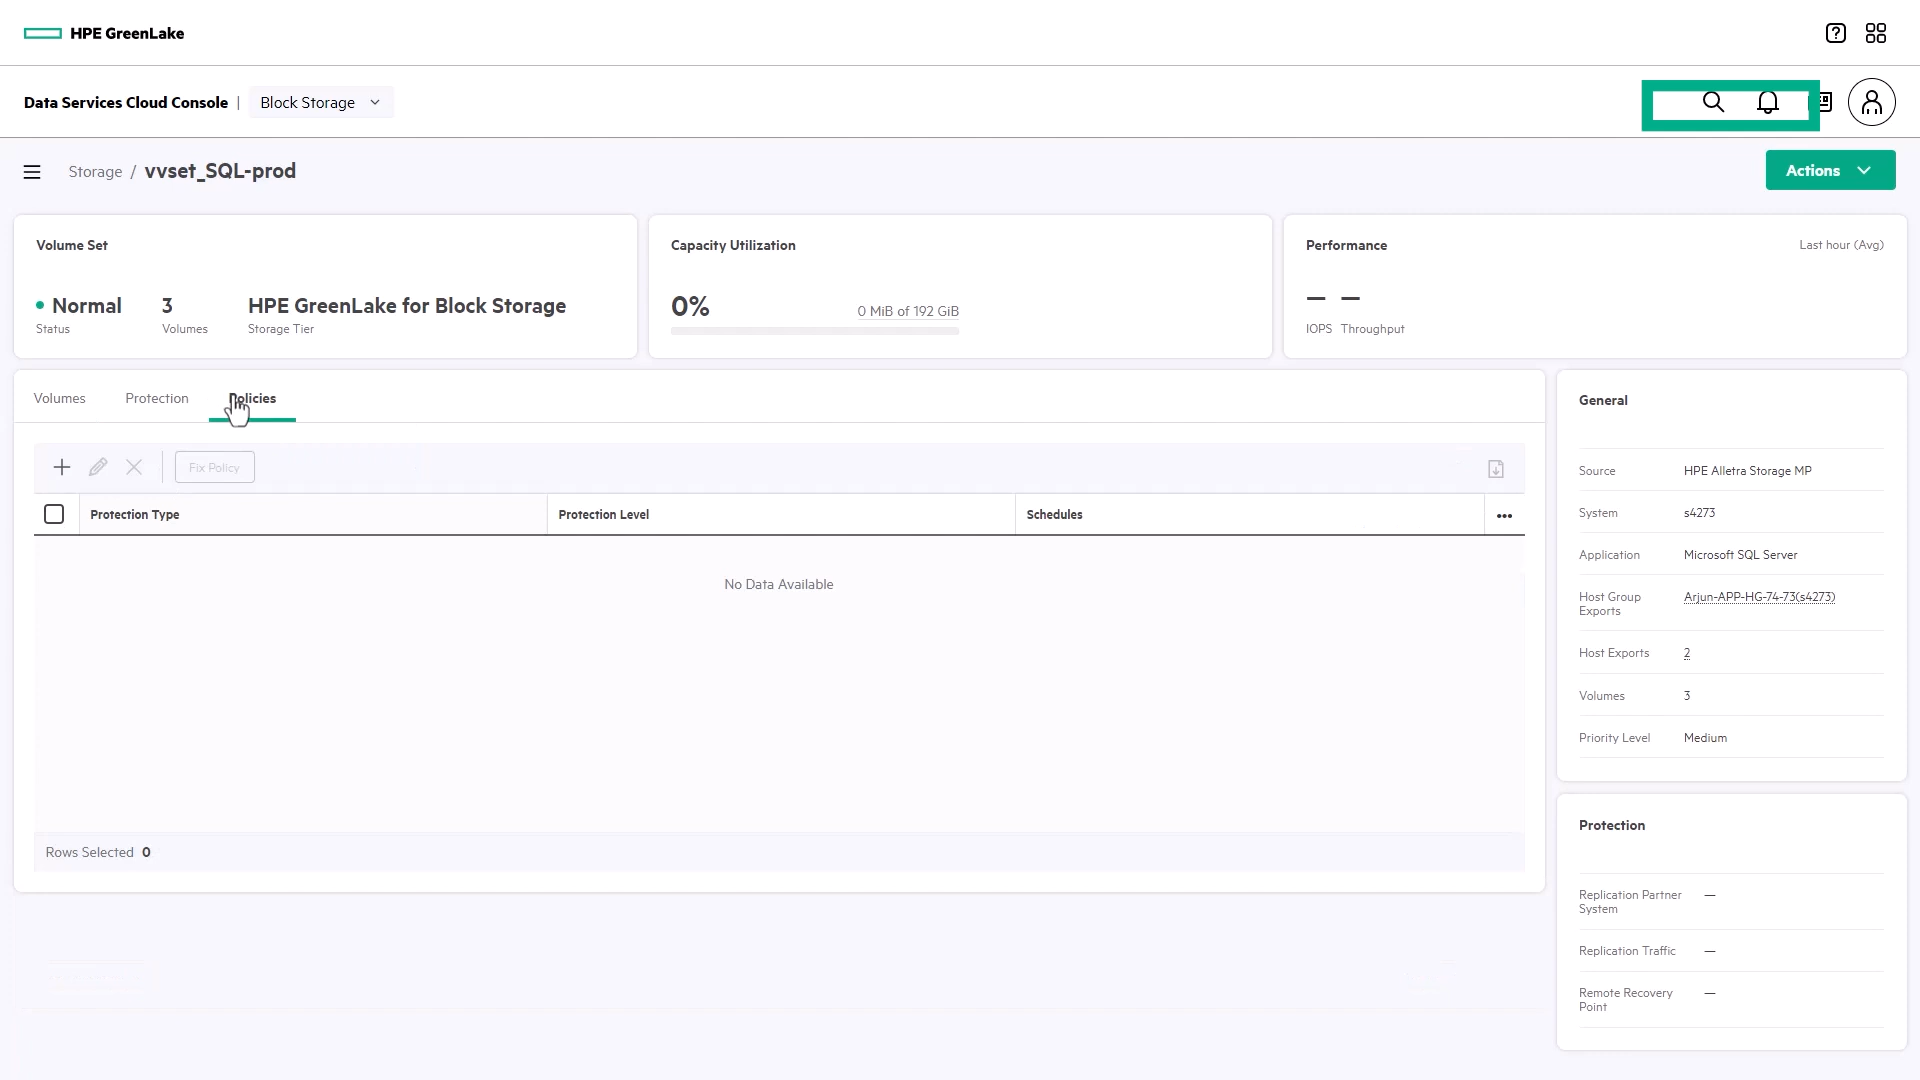 HPE GreenLake
Data Services Cloud Console | Block Storage
Storage / vvset_SQL-prod
Actions
Volume Set
Normal
Status
3
Volumes
HPE GreenLake for Block Storage
Storage Tier
Capacity Utilization
0%
0 MiB of 192 GiB
Performance
Last hour (Avg)
— —
IOPS Throughput
Volumes
Protection
Policies
Fix Policy
Protection Type
Protection Level
Schedules
No Data Available
Rows Selected 0
General
Source HPE Alletra Storage MP
System s4273
Application Microsoft SQL Server
Host Group
Exports
Arjun-APP-HG-74-73(s4273)
Host Exports 2
Volumes 3
Priority Level Medium
Protection
Replication Partner
System
—
Replication Traffic —
Remote Recovery
Point
—